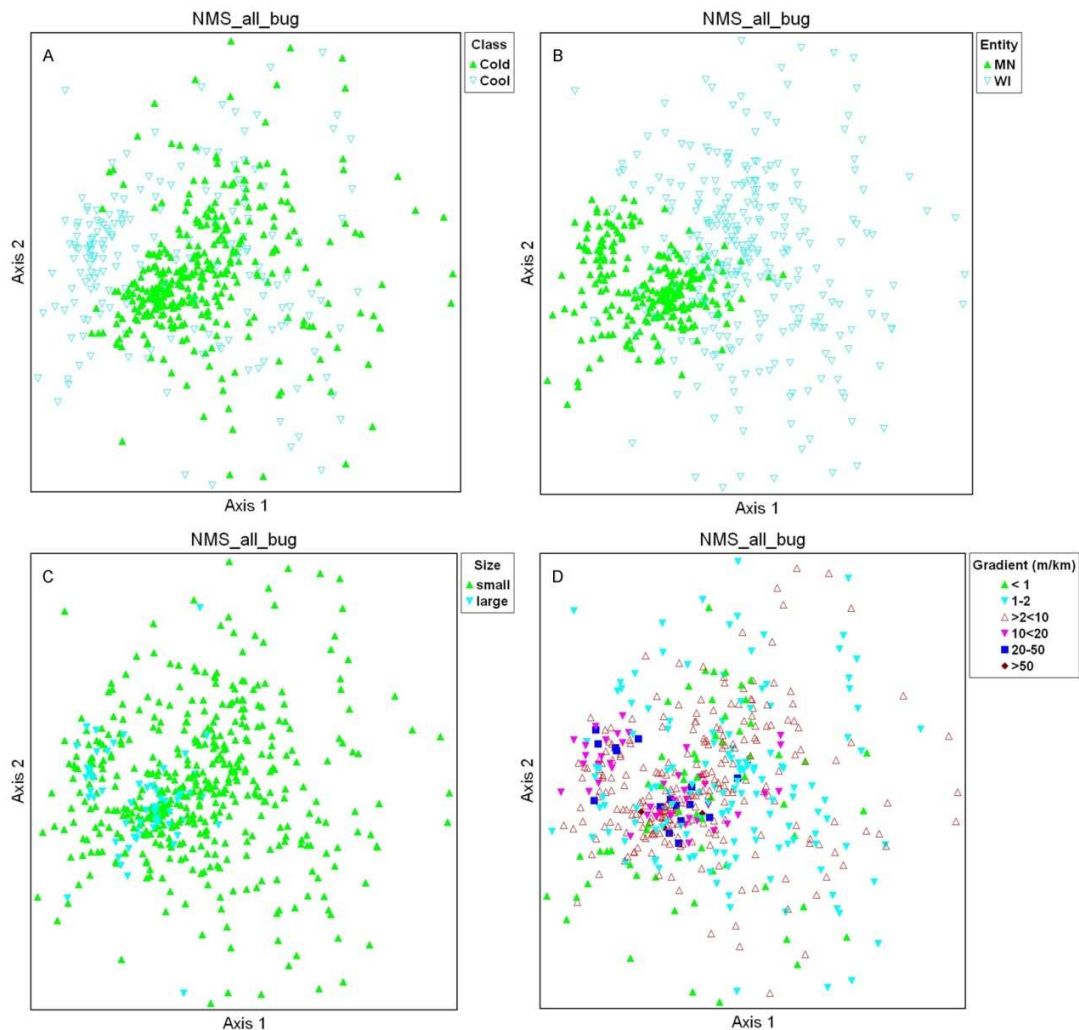 NMS_all_bug
A
Class
Cold
Cool
Axis 2
Axis 1
NMS_all_bug
B
Entity
MN
WI
Axis 2
Axis 1
NMS_all_bug
C
Size
small
large
Axis 2
Axis 1
NMS_all_bug
D
Gradient (m/km)
< 1
1-2
>2<10
10<20
20-50
>50
Axis 2
Axis 1